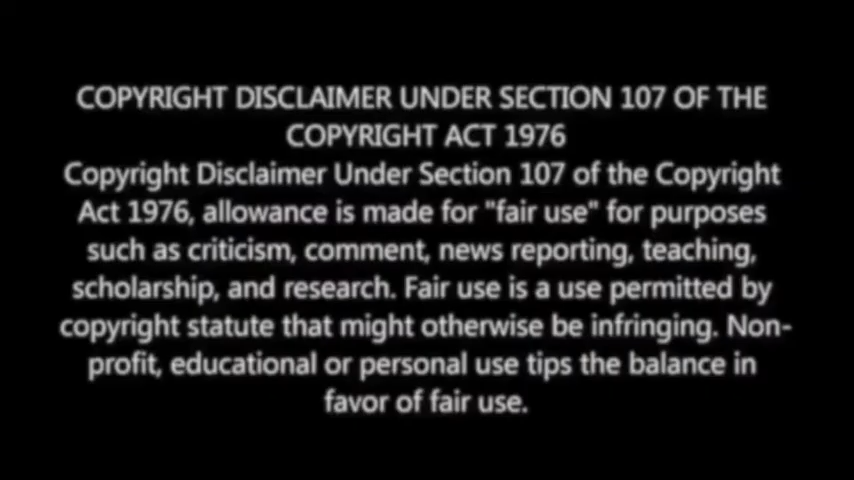 COPYRIGHT DISCLAIMER UNDER SECTION 107 OF THE
COPYRIGHT ACT 1976
Copyright Disclaimer Under Section 107 of the Copyright
Act 1976, allowance is made for "fair use" for purposes
such as criticism, comment, news reporting, teaching,
scholarship, and research. Fair use is a use permitted by
copyright statute that might otherwise be infringing. Non-
profit, educational or personal use tips the balance in
favor of fair use.